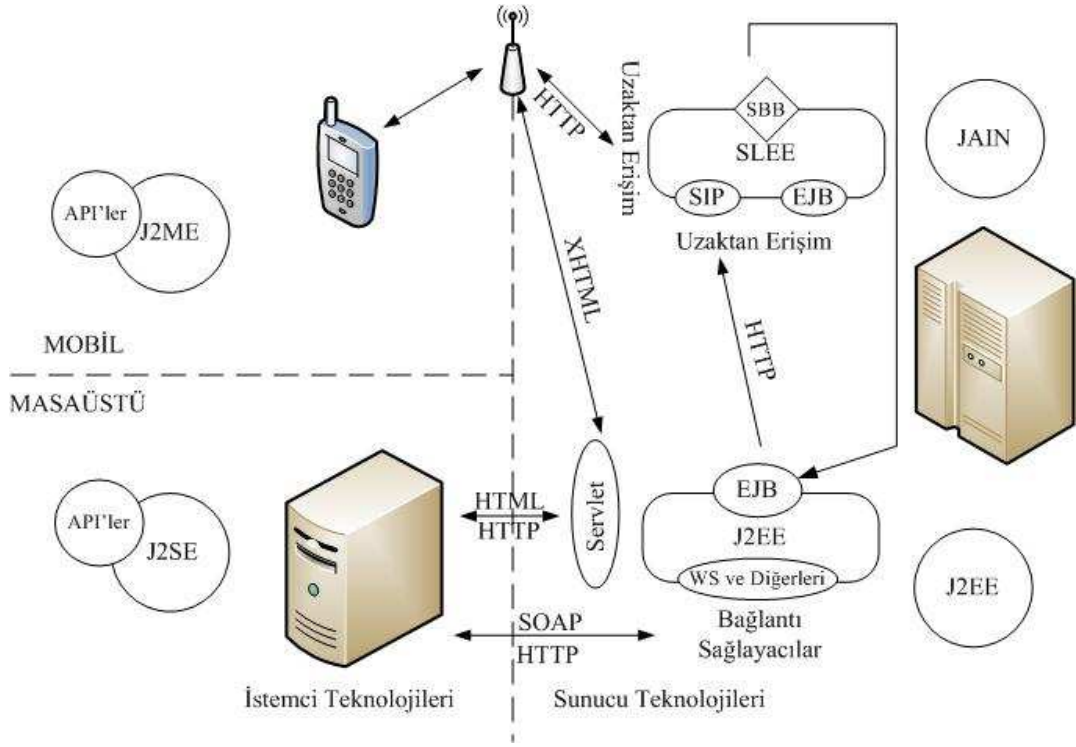 HTTP
Uzaktan Erişim
SBB
SLEE
SIP
EJB
Uzaktan Erişim
JAIN
API'ler
J2ME
XHTML
HTTP
MOBİL
MASAÜSTÜ
API'ler
J2SE
HTML
HTTP
Servlet
EJB
J2EE
WS ve Diğerleri
Bağlantı
Sağlayacılar
J2EE
SOAP
HTTP
İstemci Teknolojileri
Sunucu Teknolojileri